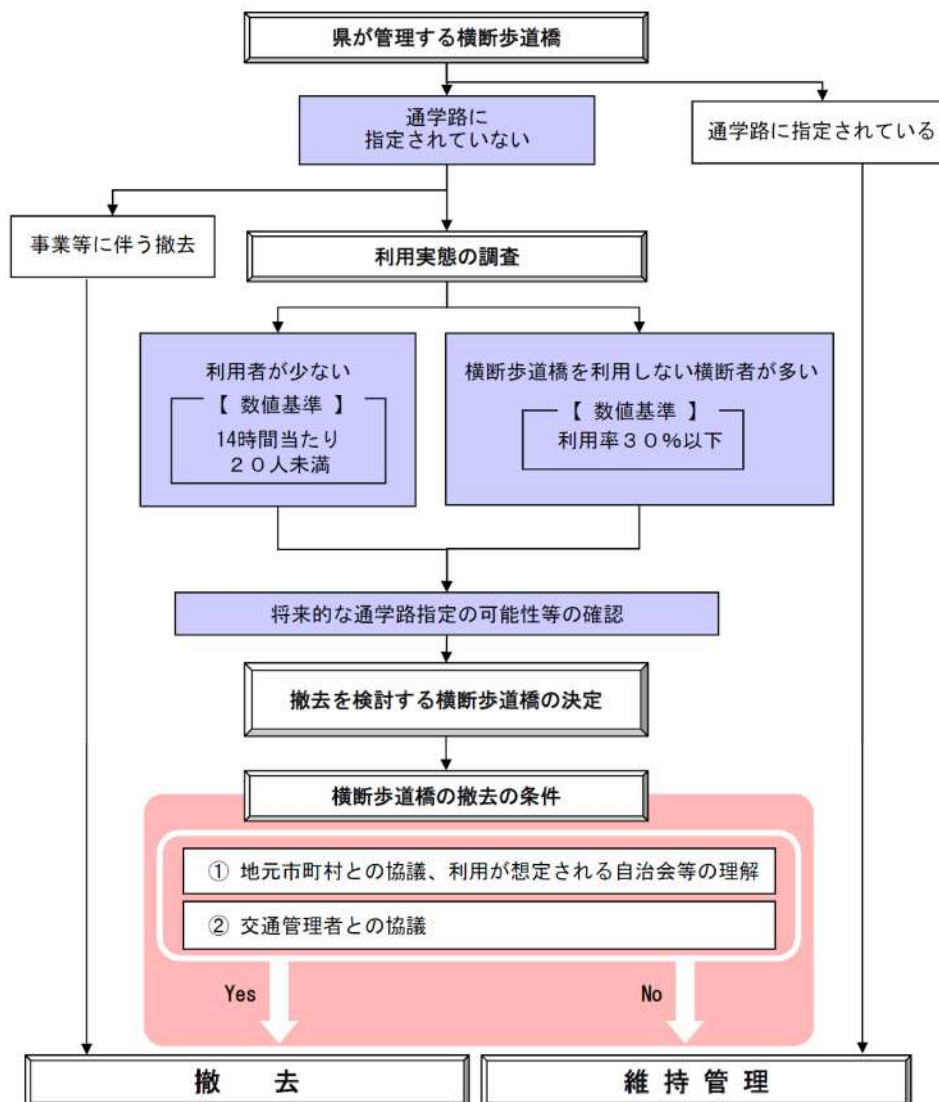 県が管理する横断歩道橋
通学路に
指定されていない
通学路に指定されている
事業等に伴う撤去
利用実態の調査
利用者が少ない
【 数値基準 】
14時間当たり
２０人未満
横断歩道橋を利用しない横断者が多い
【 数値基準 】
利用率３０％以下
将来的な通学路指定の可能性等の確認
撤去を検討する横断歩道橋の決定
横断歩道橋の撤去の条件
① 地元市町村との協議、利用が想定される自治会等の理解
② 交通管理者との協議
Yes
No
撤 去
維 持 管 理